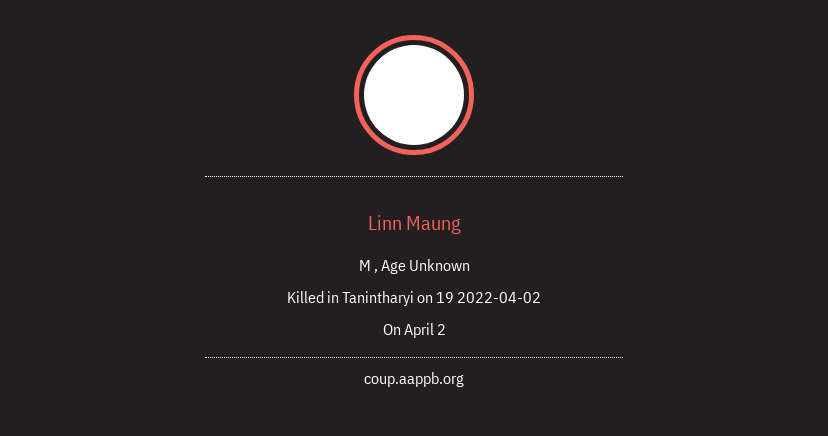 Linn Maung
M , Age Unknown
Killed in Tanintharyi on 19 2022-04-02
On April 2
coup.aappb.org